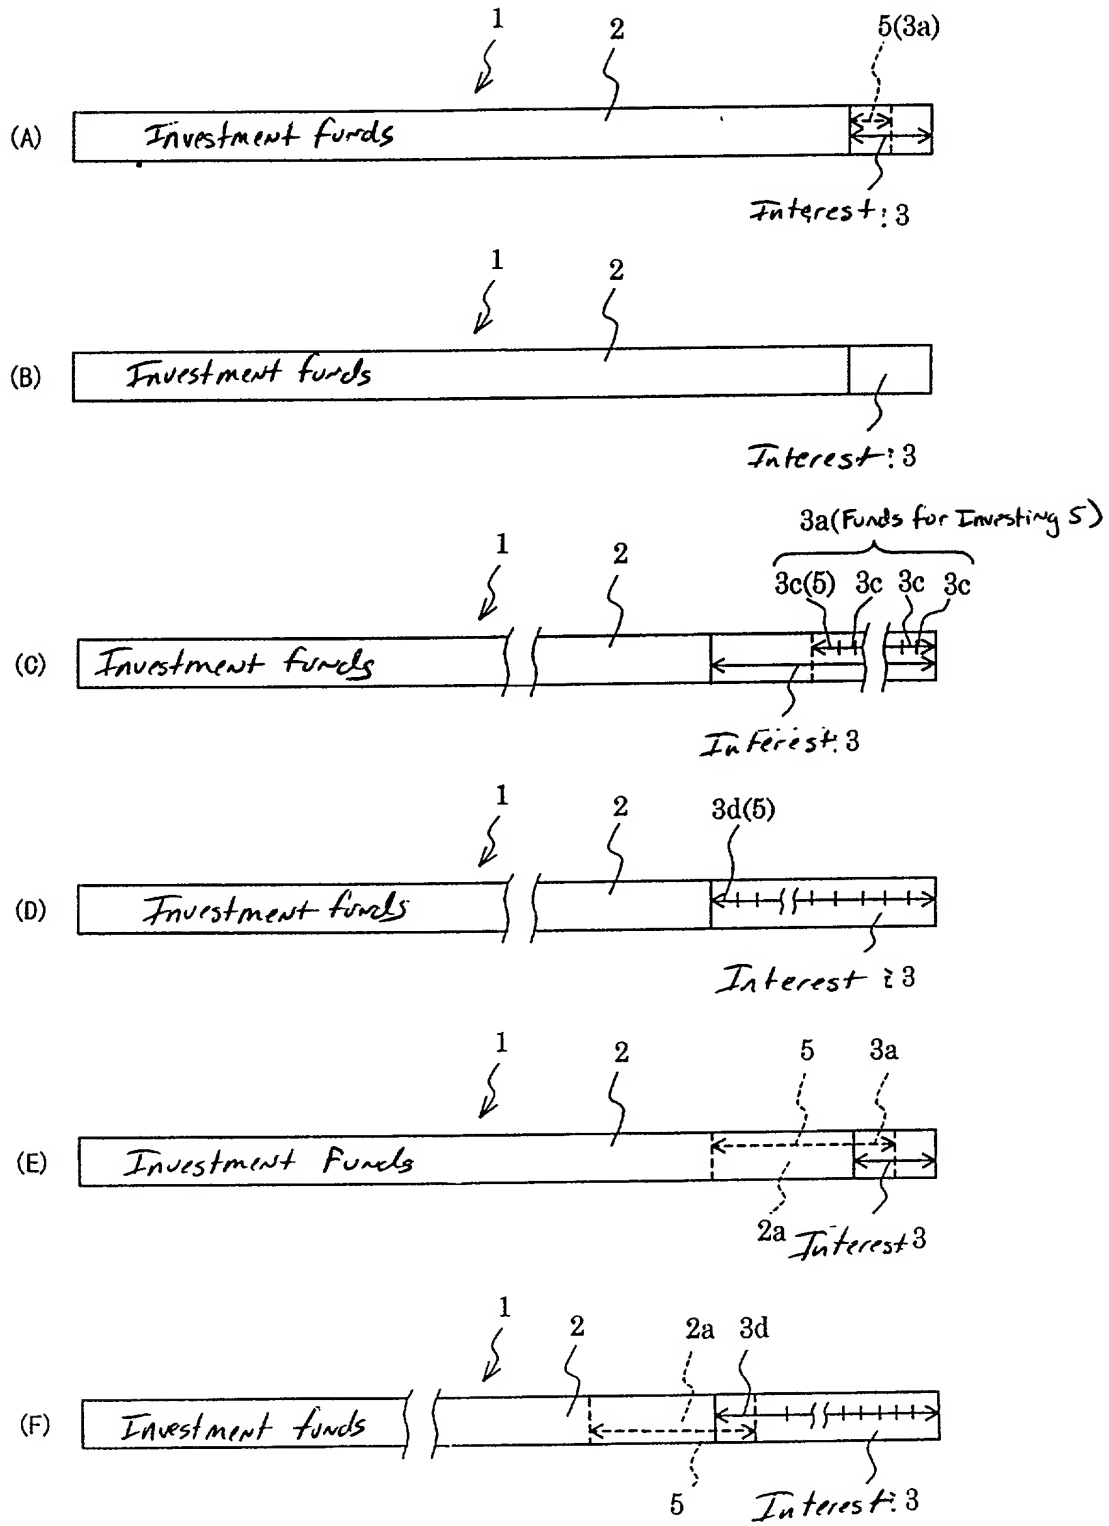 1 2 5(3a)
(A) Investment funds
Interest: 3
1 2
(B) Investment funds
Interest: 3
3a(Funds for Investing 5)
1 2 3c(5) 3c 3c 3c
(C) Investment funds
Interest: 3
1 2 3d(5)
(D) Investment funds
Interest : 3
1 2 5 3a
(E) Investment Funds
2a Interest 3
1 2 2a 3d
(F) Investment funds
5 Interest: 3